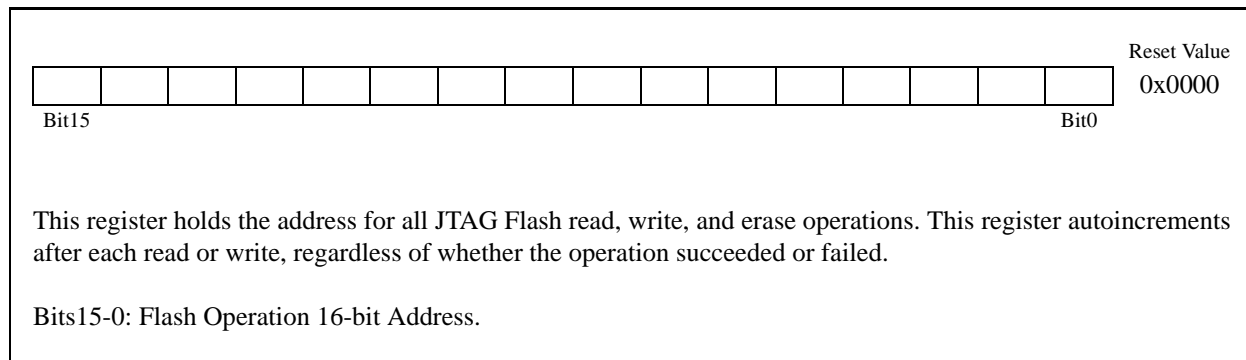 Reset Value
0x0000
Bit15
Bit0
This register holds the address for all JTAG Flash read, write, and erase operations. This register autoincrements
after each read or write, regardless of whether the operation succeeded or failed.
Bits15-0: Flash Operation 16-bit Address.